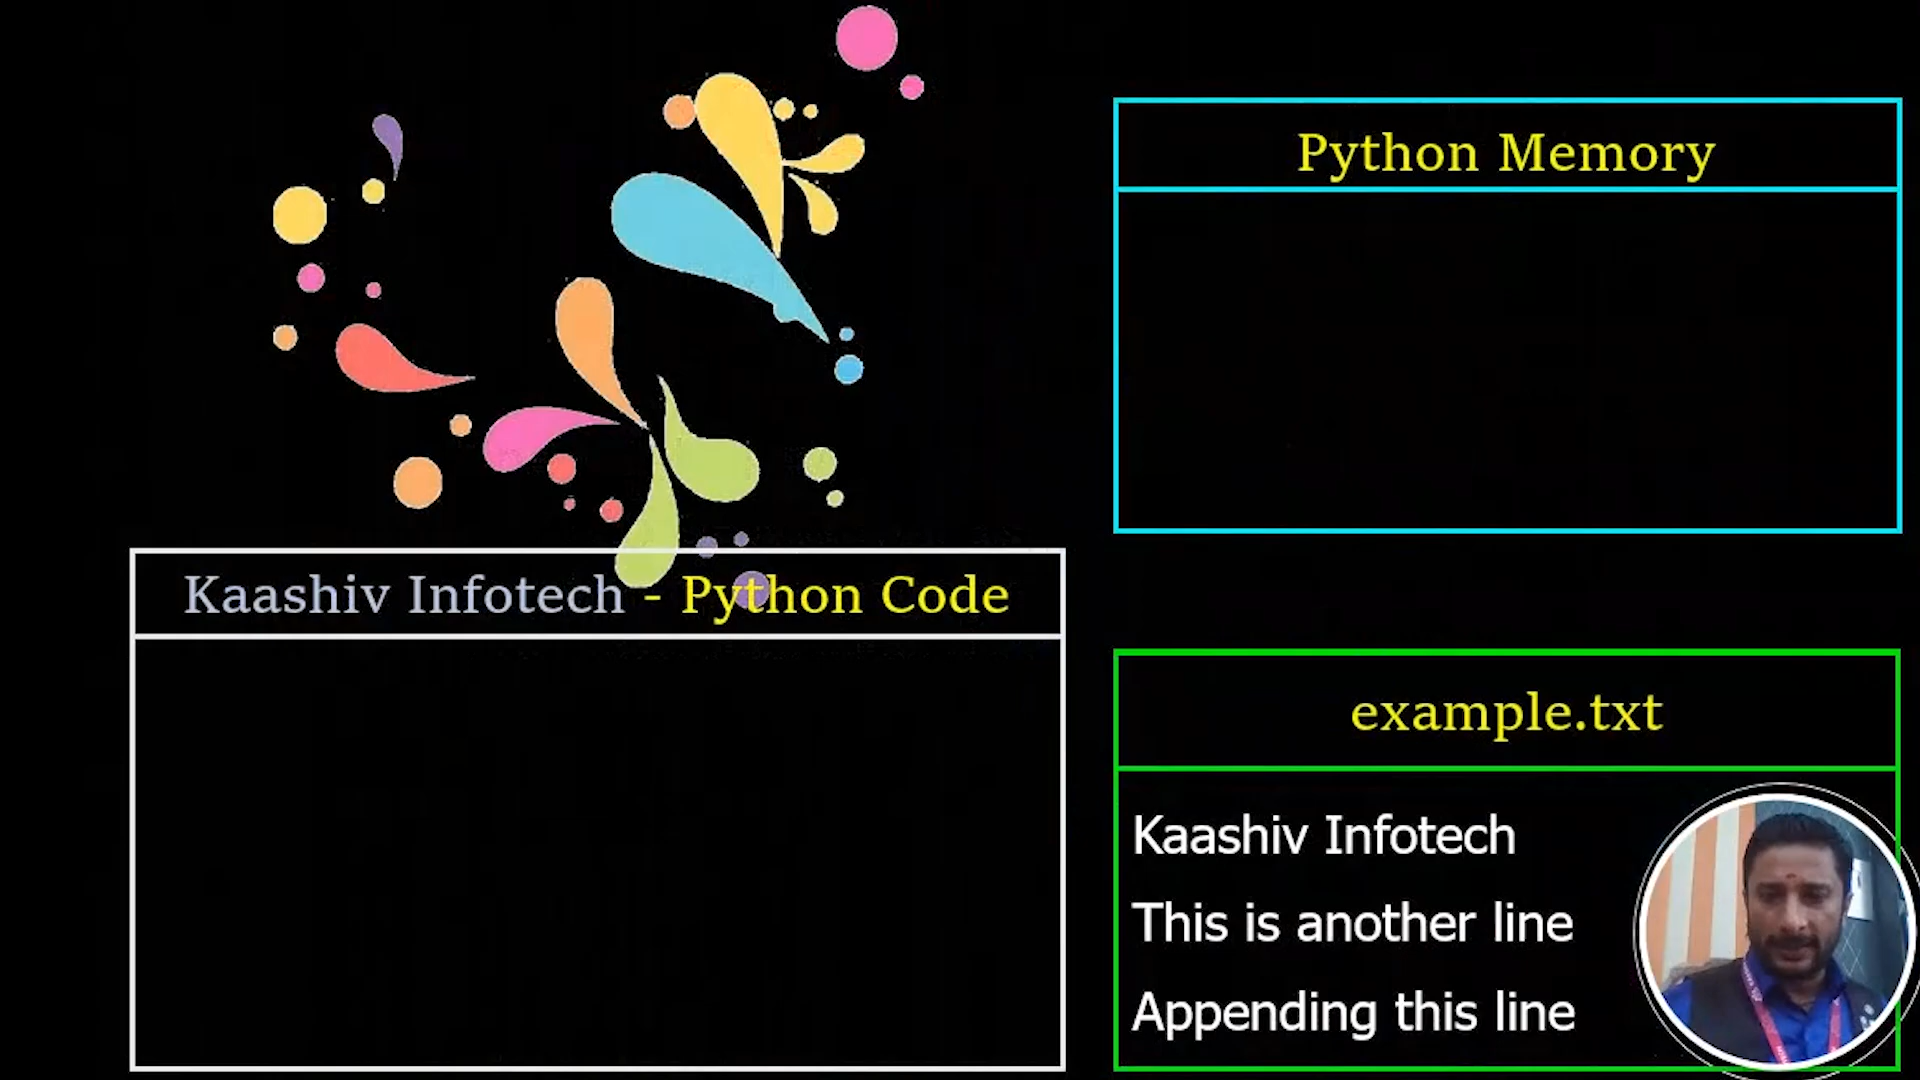 Python Memory
Kaashiv Infotech - Python Code
example.txt
Kaashiv Infotech
This is another line
Appending this line